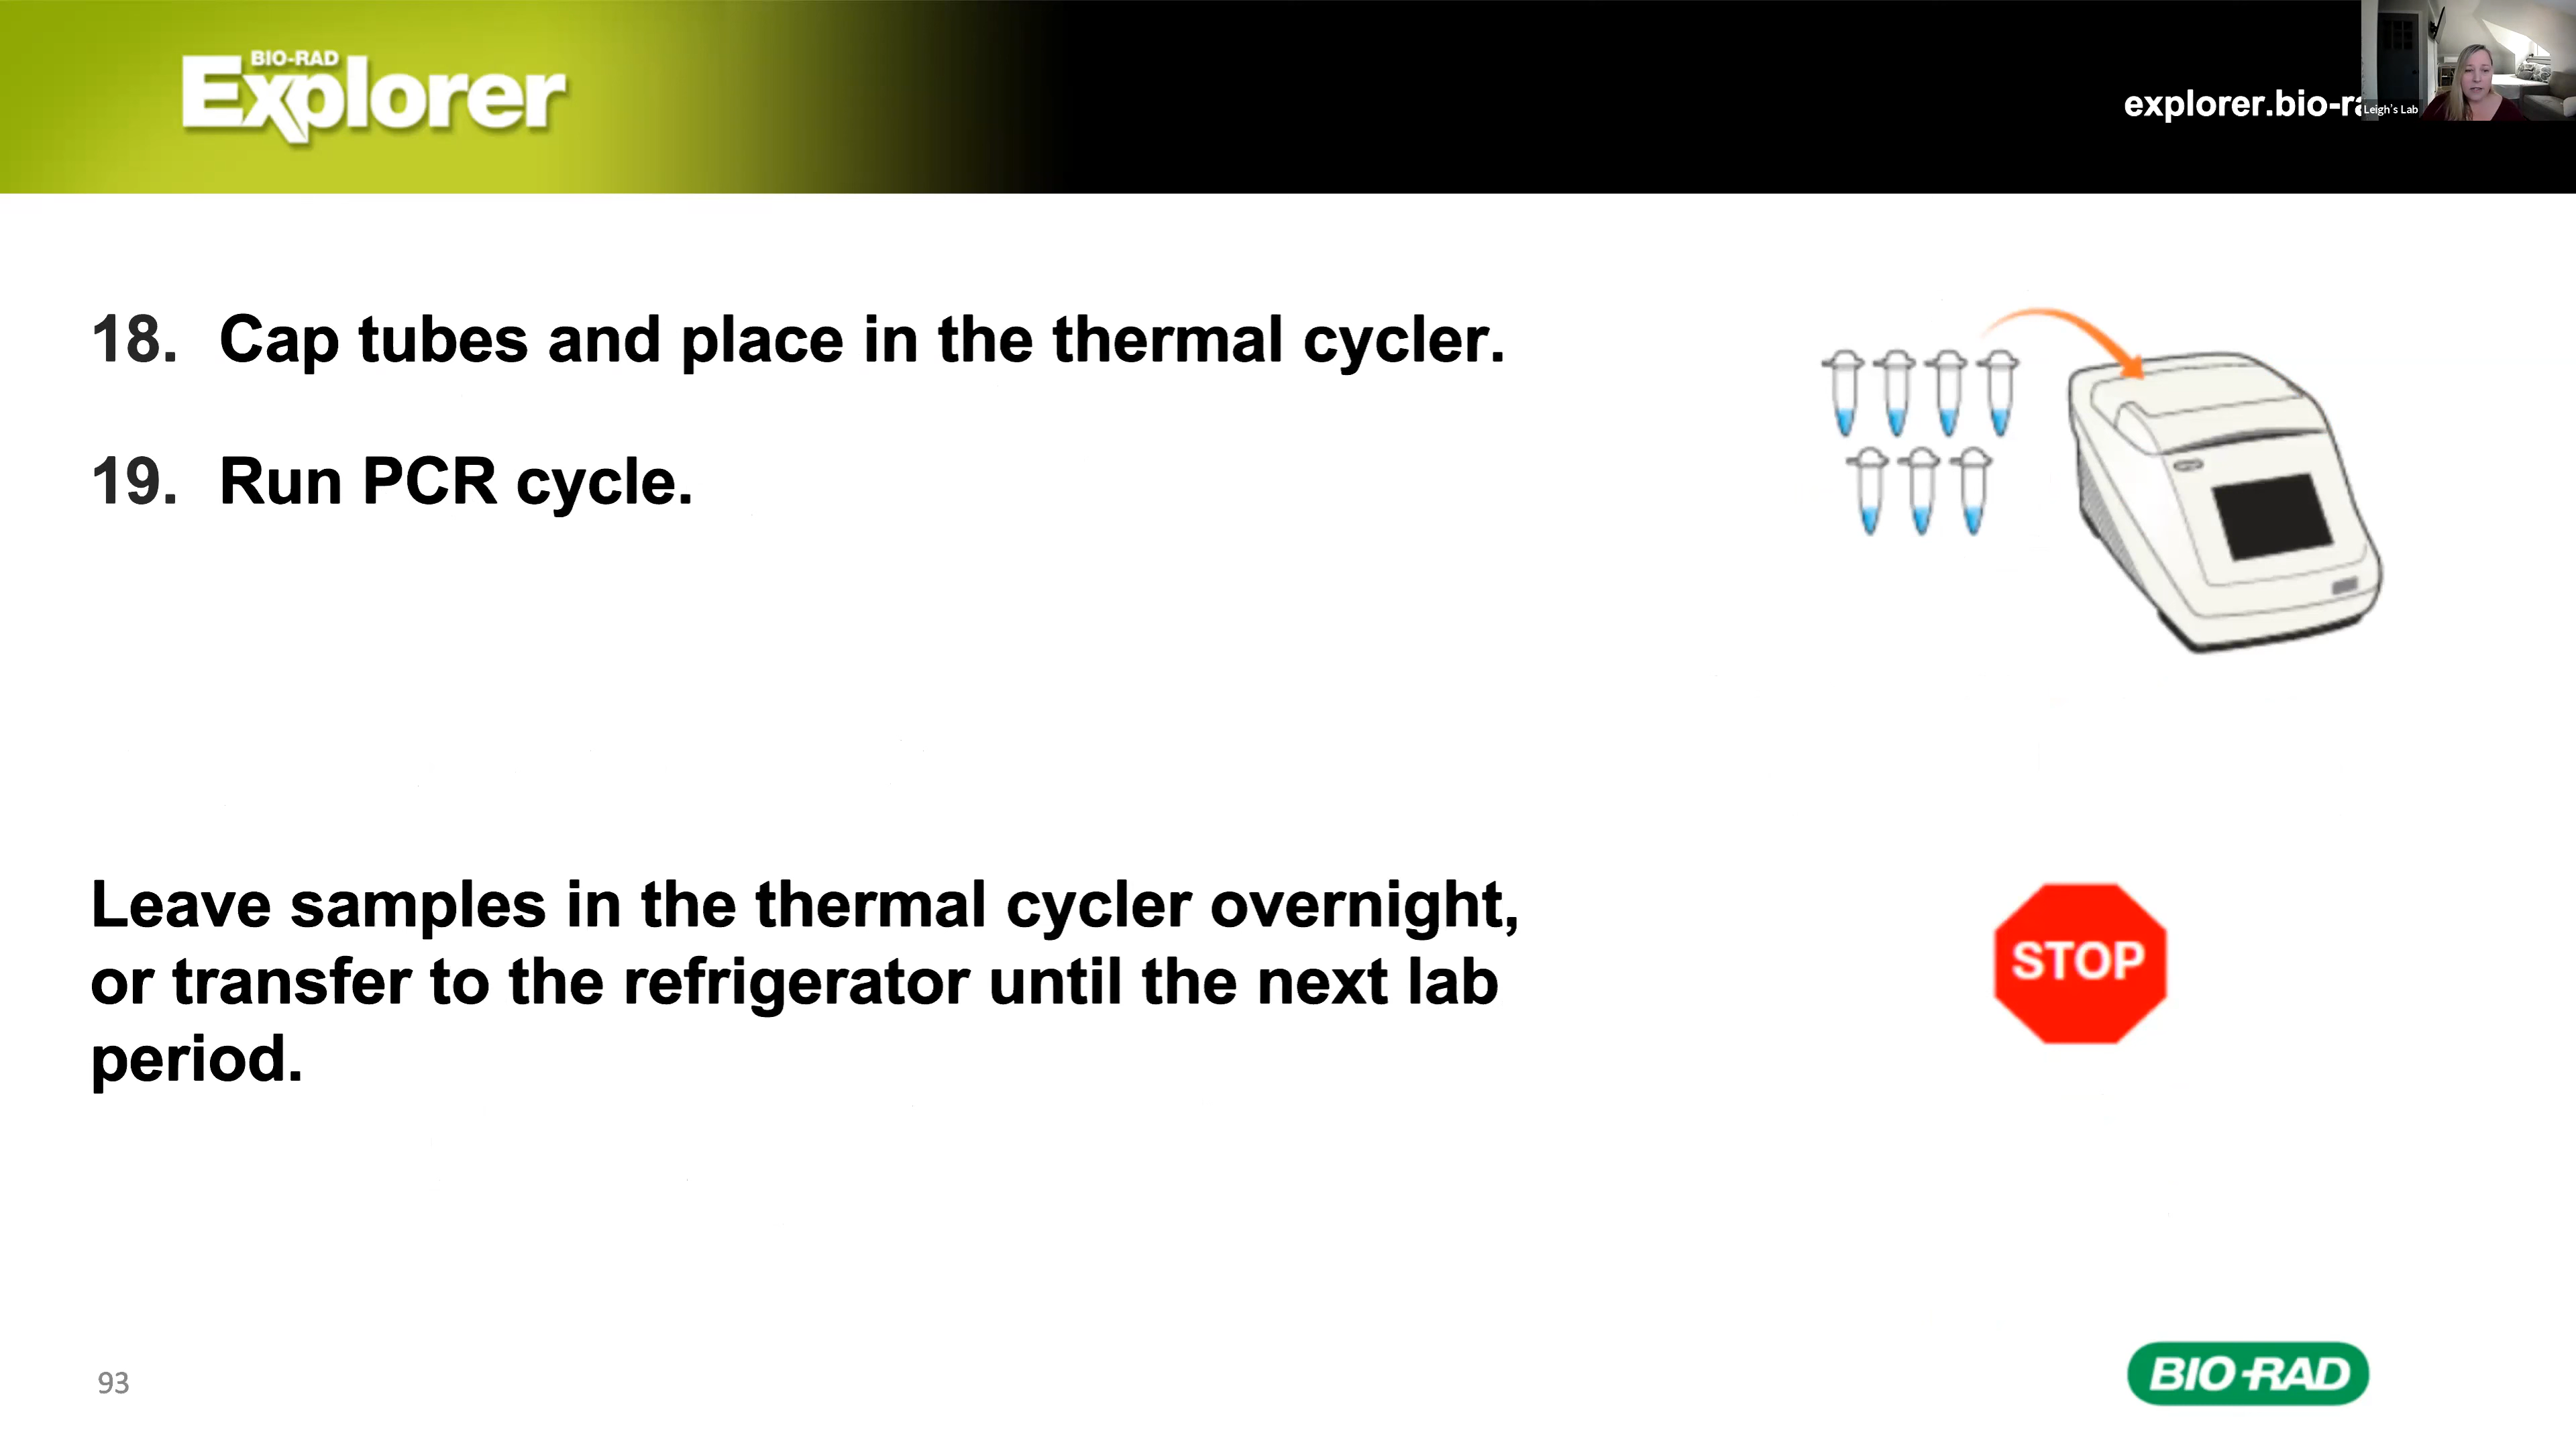 BIO-RAD
Explorer
explorer.bio-ra
Leigh's Lab
18. Cap tubes and place in the thermal cycler.
19. Run PCR cycle.
Leave samples in the thermal cycler overnight,
or transfer to the refrigerator until the next lab
period.
STOP
93
BIO-RAD